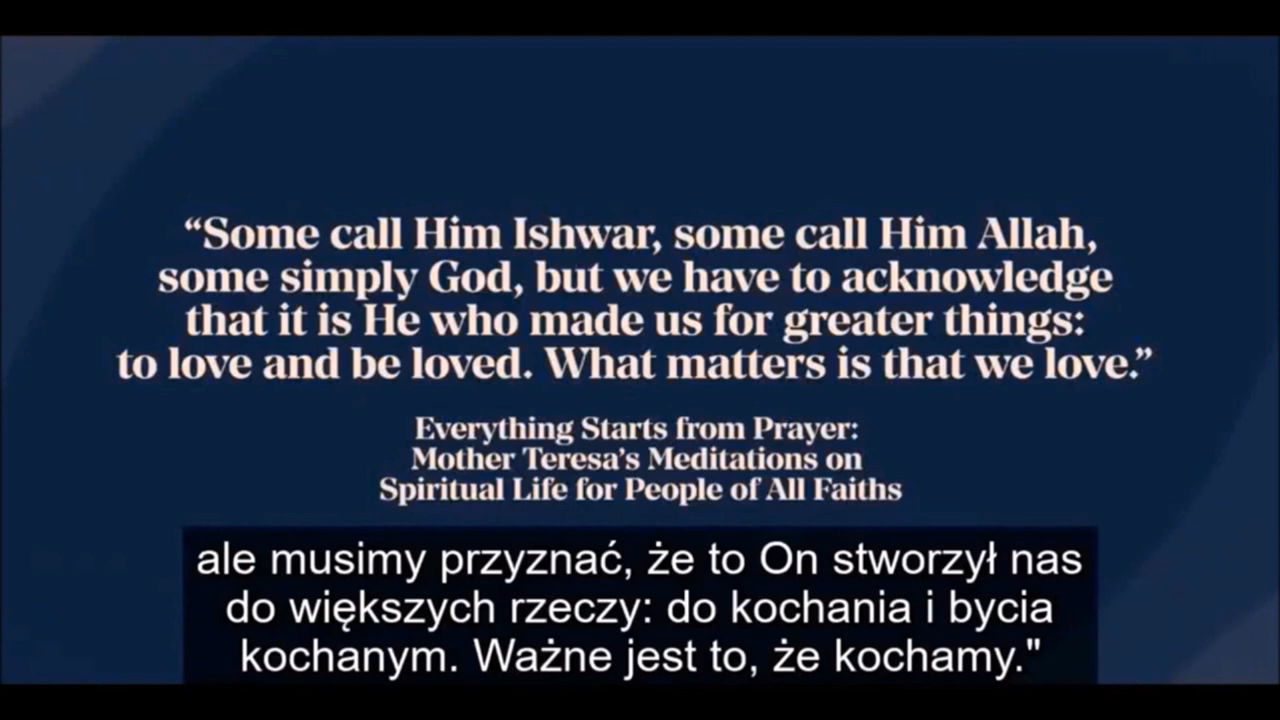 “Some call Him Ishwar, some call Him Allah,
some simply God, but we have to acknowledge
that it is He who made us for greater things:
to love and be loved. What matters is that we love.”
Everything Starts from Prayer:
Mother Teresa’s Meditations on
Spiritual Life for People of All Faiths
ale musimy przyznać, że to On stworzył nas
do większych rzeczy: do kochania i bycia
kochanym. Ważne jest to, że kochamy."